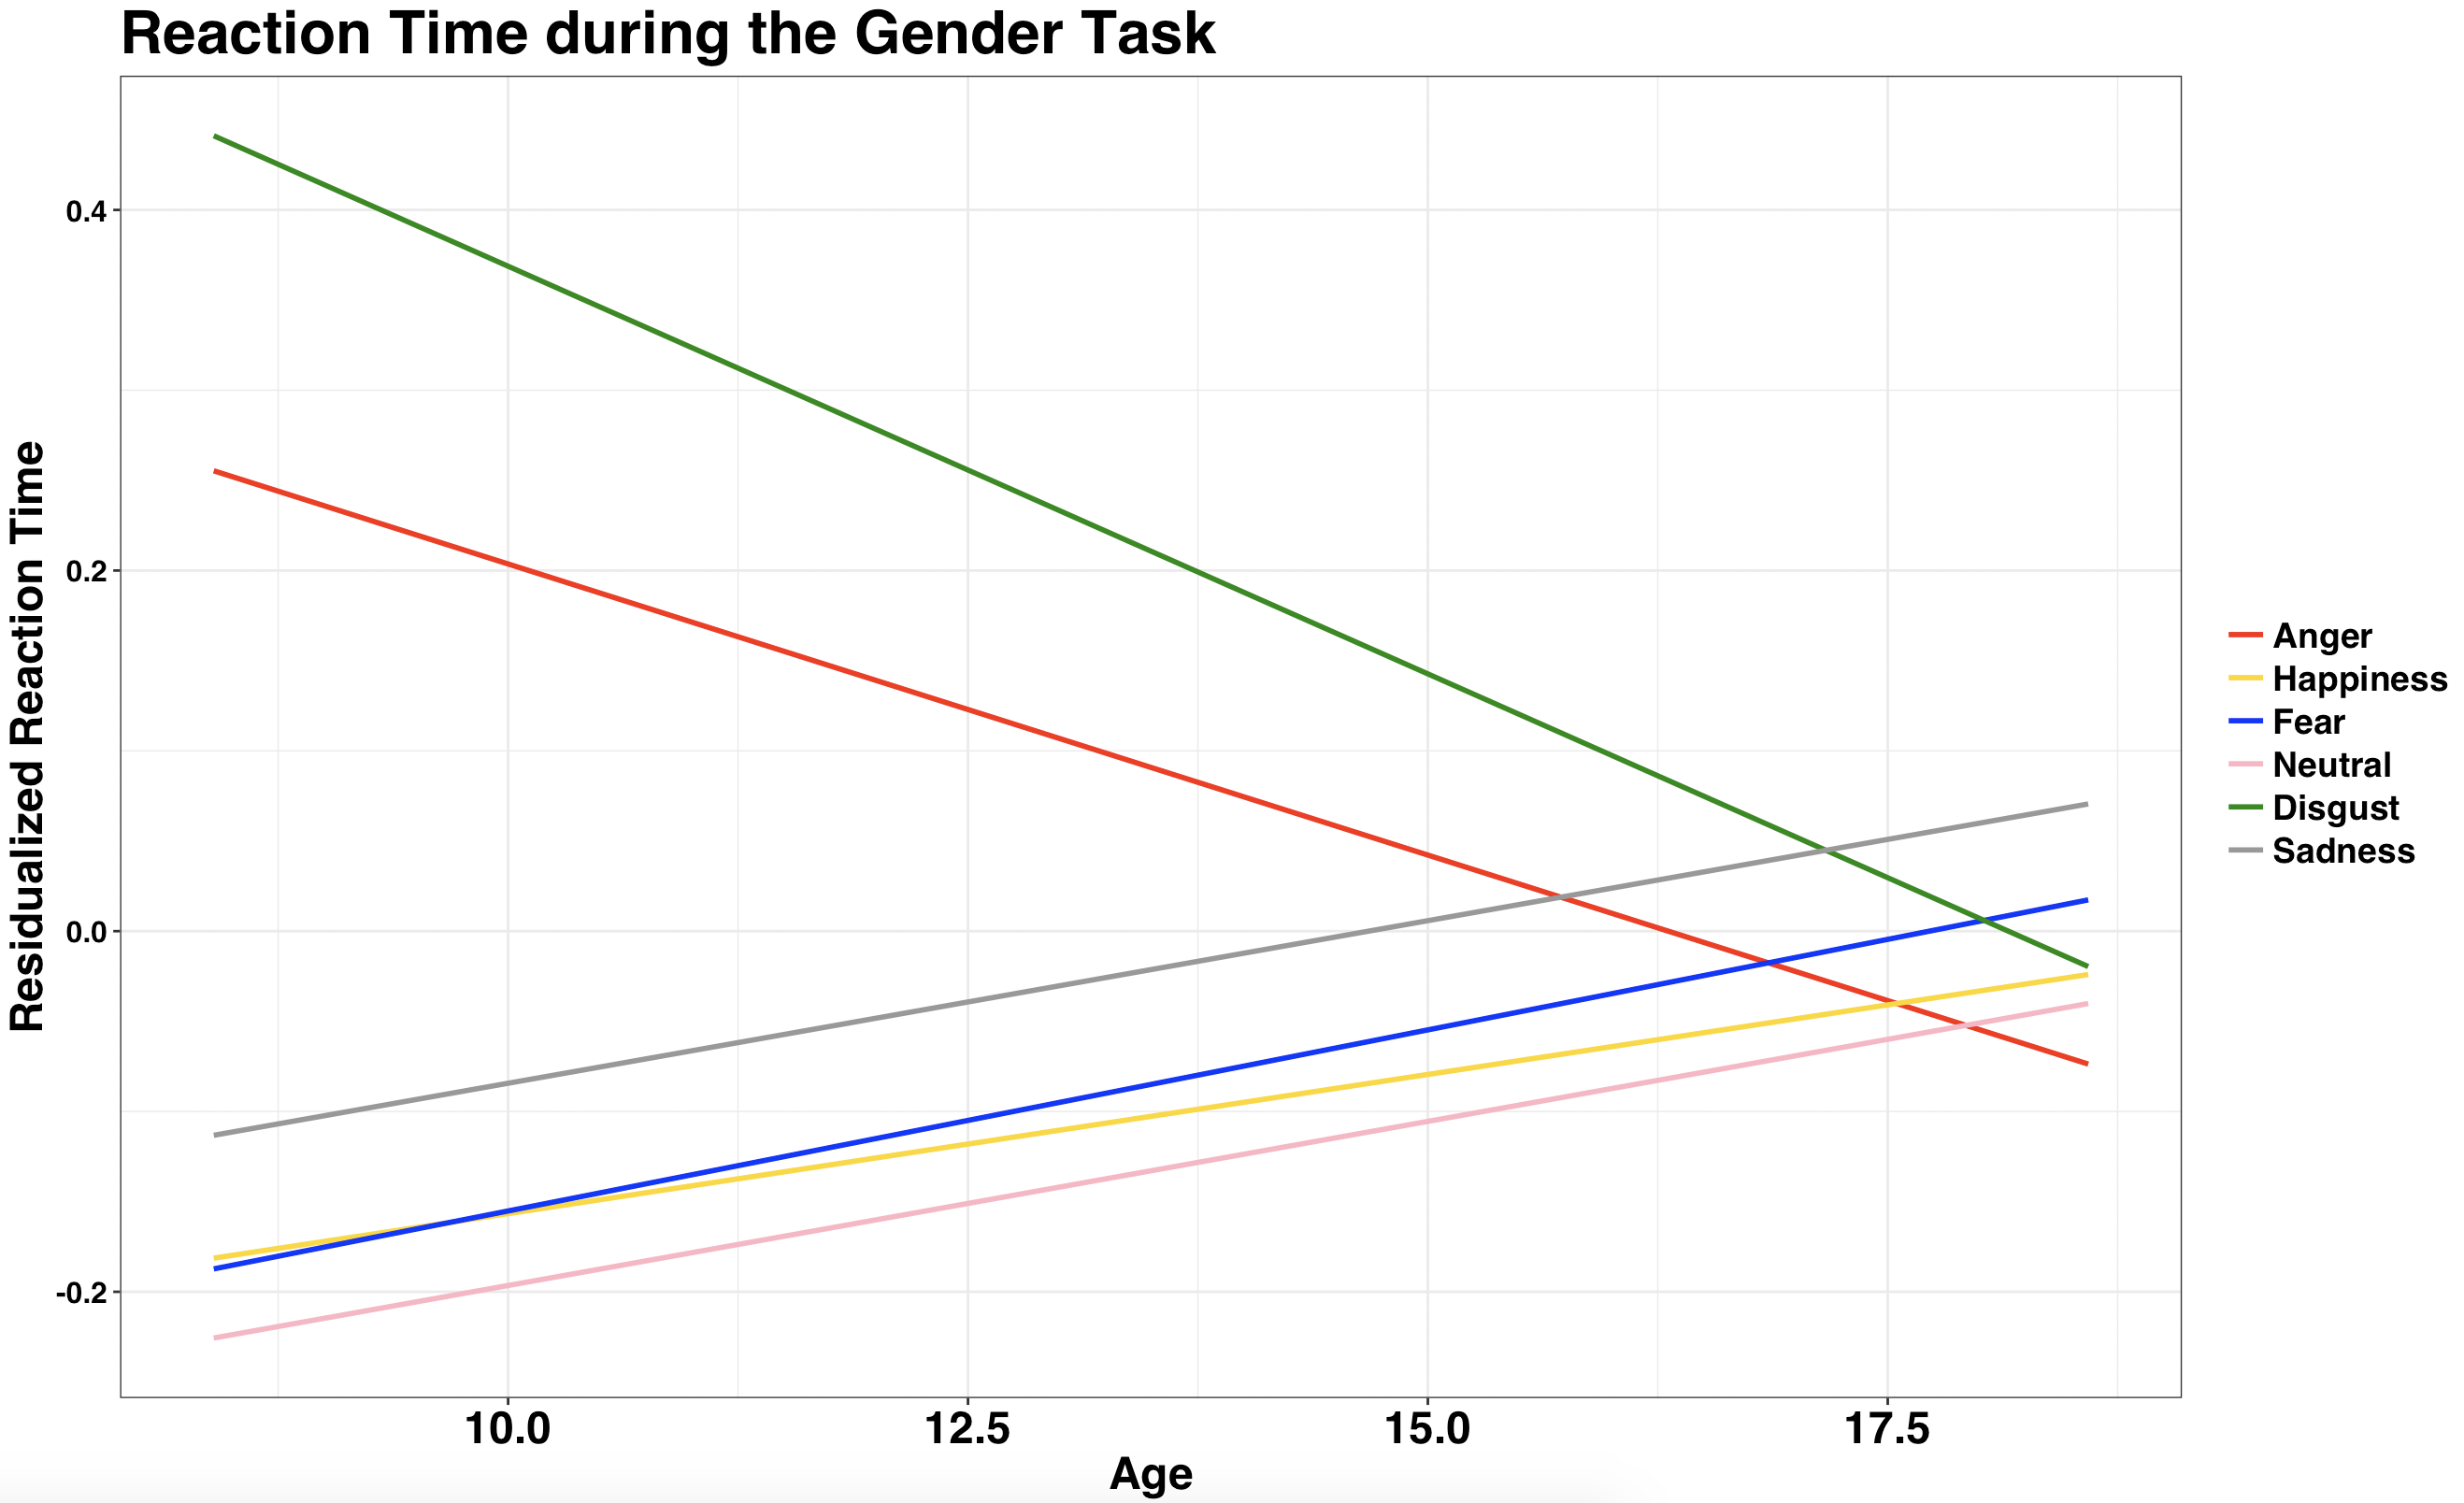 Reaction Time during the Gender Task
Residualized Reaction Time
0.4
0.2
0.0
-0.2
10.0 12.5 15.0 17.5
Age
Anger
Happiness
Fear
Neutral
Disgust
Sadness